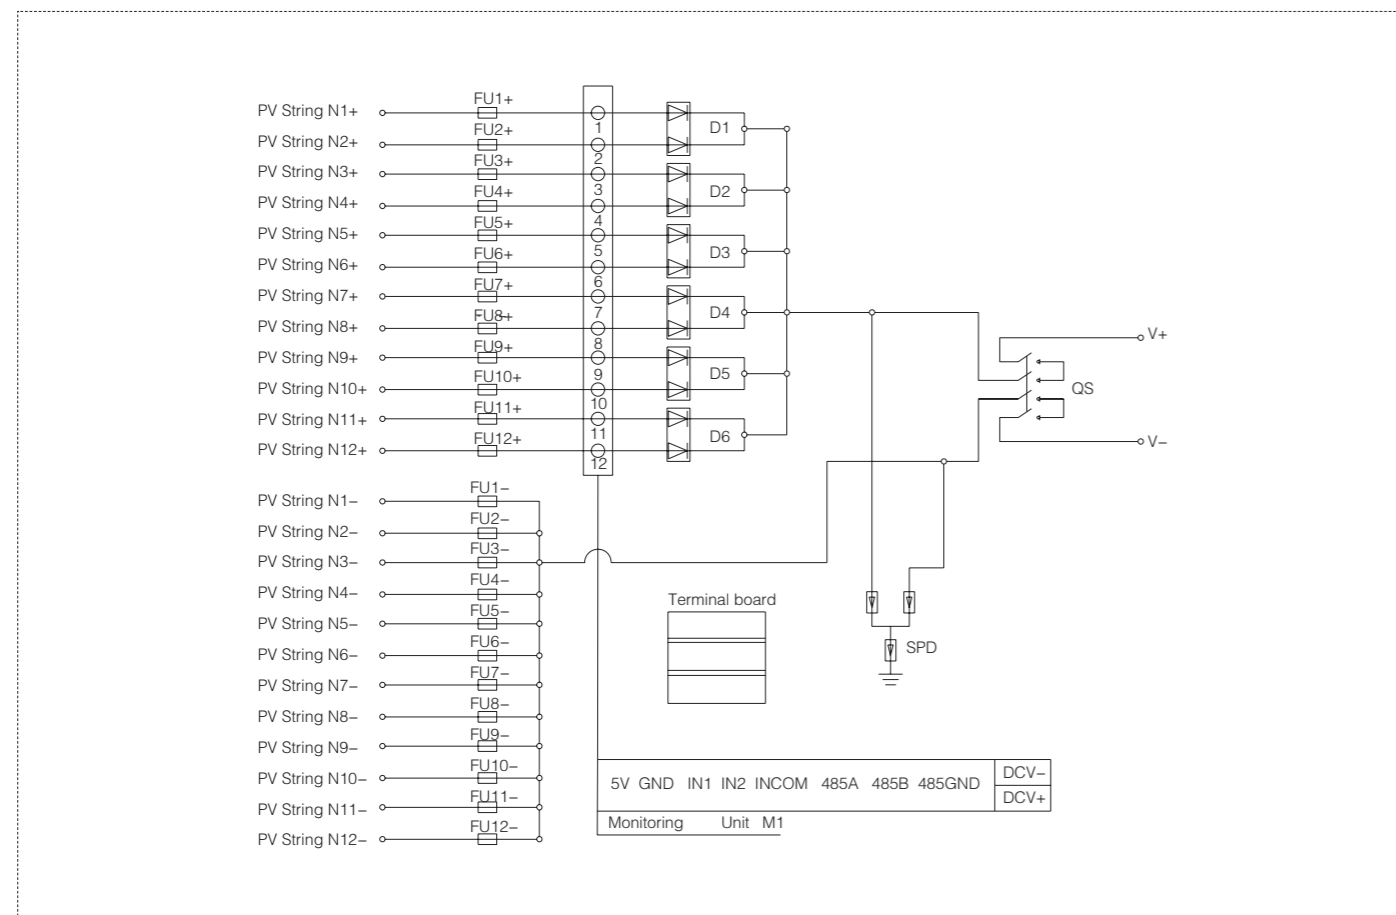 PV String N1+ FU1+
1 D1
PV String N2+ FU2+
2
PV String N3+ FU3+
3 D2
PV String N4+ FU4+
4
PV String N5+ FU5+
5 D3
PV String N6+ FU6+
6
PV String N7+ FU7+
7 D4
PV String N8+ FU8+
8
PV String N9+ FU9+
9 D5
PV String N10+ FU10+
10
PV String N11+ FU11+
11 D6
PV String N12+ FU12+
12
V+
QS
V−
PV String N1− FU1−
PV String N2− FU2−
PV String N3− FU3−
PV String N4− FU4−
PV String N5− FU5−
PV String N6− FU6−
PV String N7− FU7−
PV String N8− FU8−
PV String N9− FU9−
PV String N10− FU10−
PV String N11− FU11−
PV String N12− FU12−
Terminal board
SPD
5V GND IN1 IN2 INCOM 485A 485B 485GND
DCV−
DCV+
Monitoring Unit M1